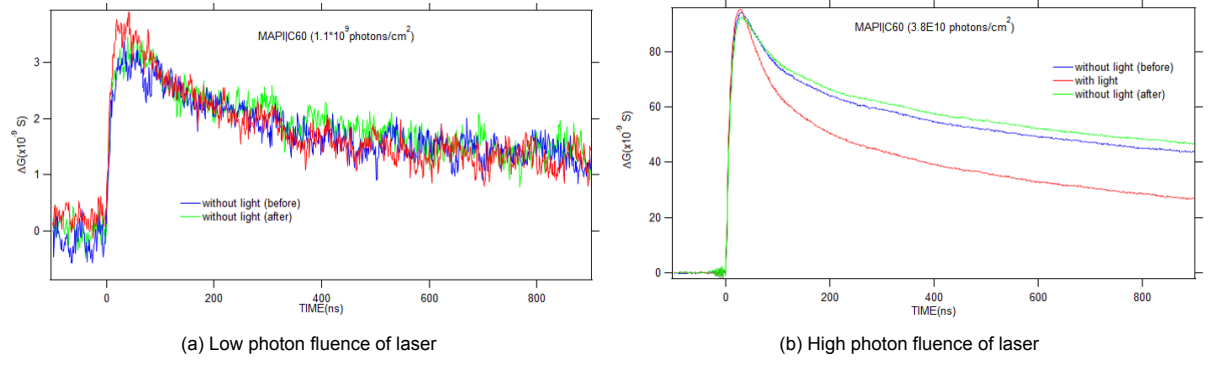 MAPI|C60 (1.1*10⁹photons/cm²)
ΔG(x10⁻⁹ S)
3
2
1
0
without light (before)
without light (after)
0
200
400
600
800
TIME(ns)
(a) Low photon fluence of laser
MAPI|C60 (3.8E10 photons/cm²)
ΔG(x10⁻⁹ S)
80
60
40
20
0
without light (before)
with light
without light (after)
0
200
400
600
800
TIME(ns)
(b) High photon fluence of laser